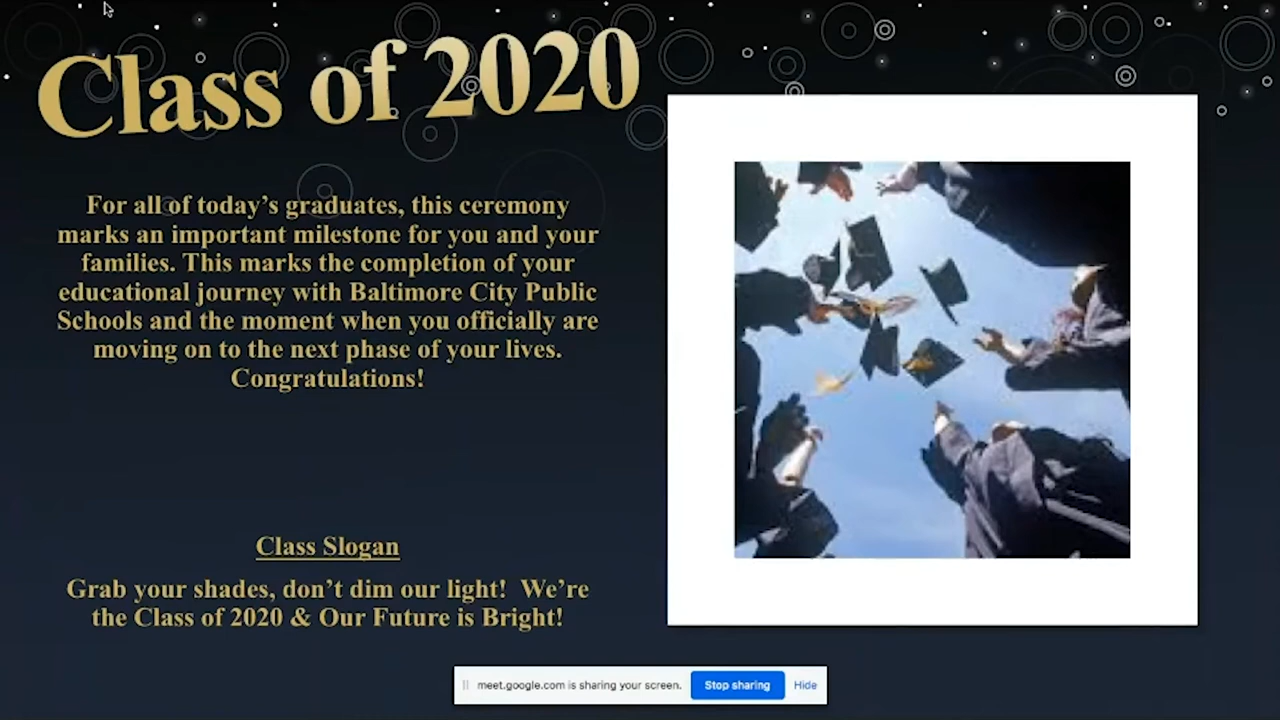 Class of 2020
For all of today’s graduates, this ceremony
marks an important milestone for you and your
families. This marks the completion of your
educational journey with Baltimore City Public
Schools and the moment when you officially are
moving on to the next phase of your lives.
Congratulations!
Class Slogan
Grab your shades, don’t dim our light!  We’re
the Class of 2020 & Our Future is Bright!
meet.google.com is sharing your screen. Stop sharing Hide